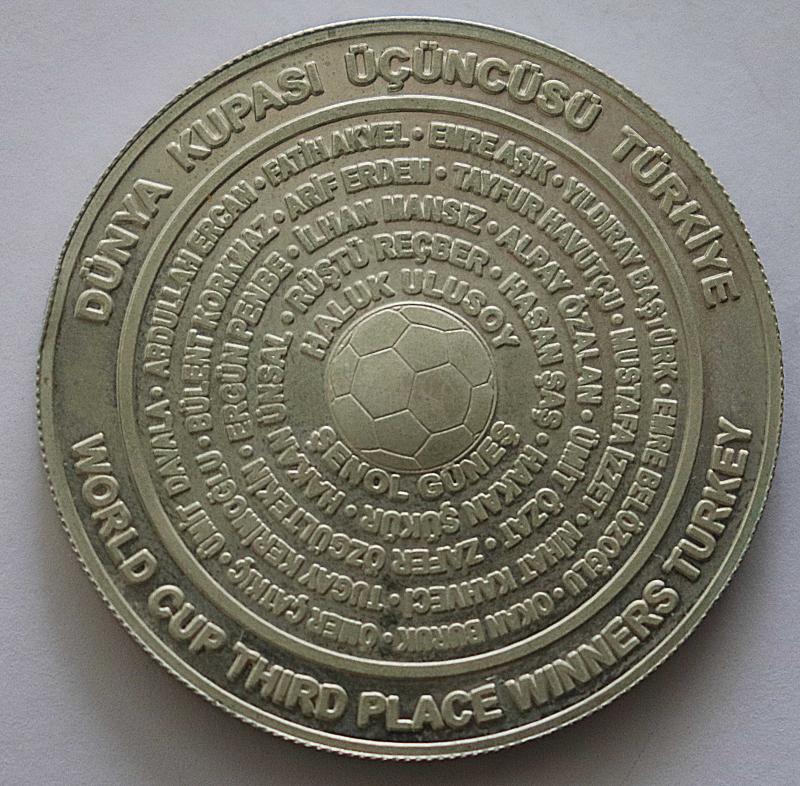 DÜNYA KUPASI ÜÇÜNCÜSÜ TÜRKİYE
WORLD CUP THIRD PLACE WINNERS TURKEY
ÜMİT DAVALA • ABDULLAH ERCAN • FATİH AKYEL • EMRE AŞIK • YILDIRAY BAŞTÜRK • EMRE BELÖZOĞLU • OKAN BURUK • ÖMER ÇATKIÇ •
BÜLENT KORKMAZ • ARİF ERDEM • TAYFUR HAVUTÇU • MUSTAFA İZZET • NİHAT KAHVECİ • TUGAY KERİMOĞLU •
ERGÜN PENBE • İLHAN MANSIZ • ALPAY ÖZALAN • ÜMİT ÖZAT • ZAFER ÖZGÜLTEKİN •
RÜŞTÜ REÇBER • HASAN ŞAŞ • HAKAN ŞÜKÜR • HAKAN ÜNSAL •
HALUK ULUSOY
ŞENOL GÜNEŞ